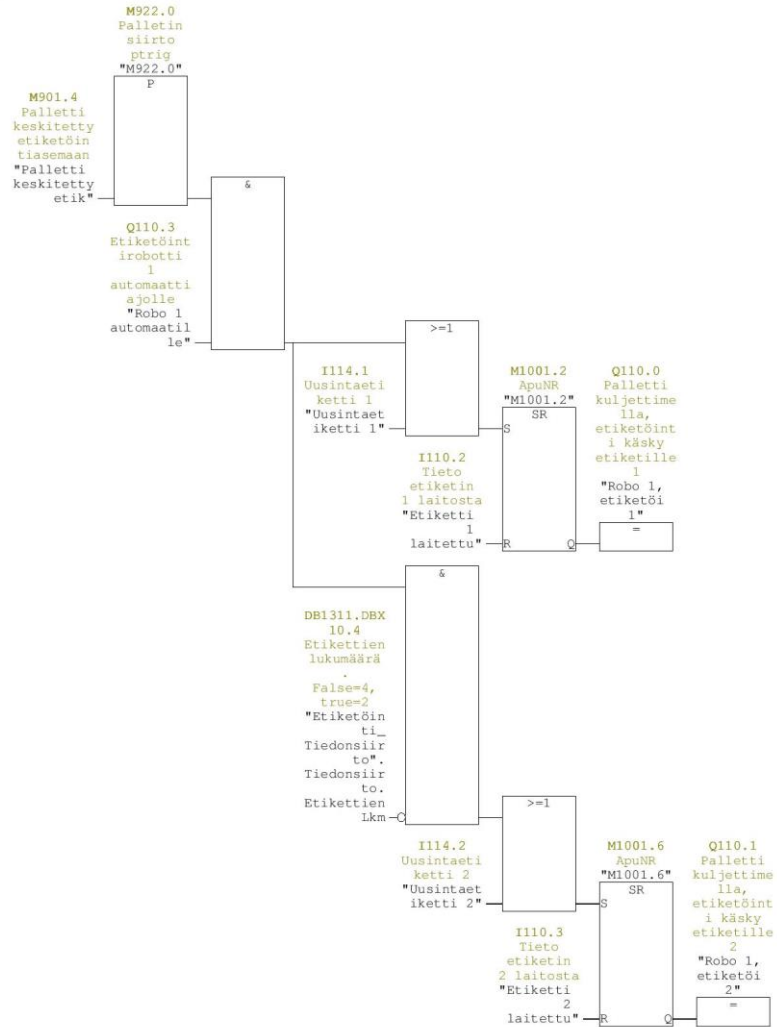 M922.0
Palletin
siirto
ptrig
"M922.0"
P
M901.4
Palletti
keskitetty
etiketöin
tiasemaan
"Palletti
keskitetty
etik"
&
Q110.3
Etiketöint
irobotti
1
automaatti
ajolle
"Robo 1
automaatil
le"
>=1
I114.1
Uusintaeti
ketti 1
"Uusintaet
iketti 1"
M1001.2
ApuNR
"M1001.2"
SR
S
I110.2
Tieto
etiketin
1 laitosta
"Etiketti
1
laitettu"
R
Q
Q110.0
Palletti
kuljettime
lla,
etiketöint
i käsky
etiketille
1
"Robo 1,
etiketöi
1"
=
&
DB1311.DBX
10.4
Etikettien
lukumäärä
.
False=4,
true=2
"Etiketöin
ti_
Tiedonsiir
to".
Tiedonsiir
to.
Etikettien
Lkm
>=1
I114.2
Uusintaeti
ketti 2
"Uusintaet
iketti 2"
M1001.6
ApuNR
"M1001.6"
SR
S
I110.3
Tieto
etiketin
2 laitosta
"Etiketti
2
laitettu"
R
Q
Q110.1
Palletti
kuljettime
lla,
etiketöint
i käsky
etiketille
2
"Robo 1,
etiketöi
2"
=